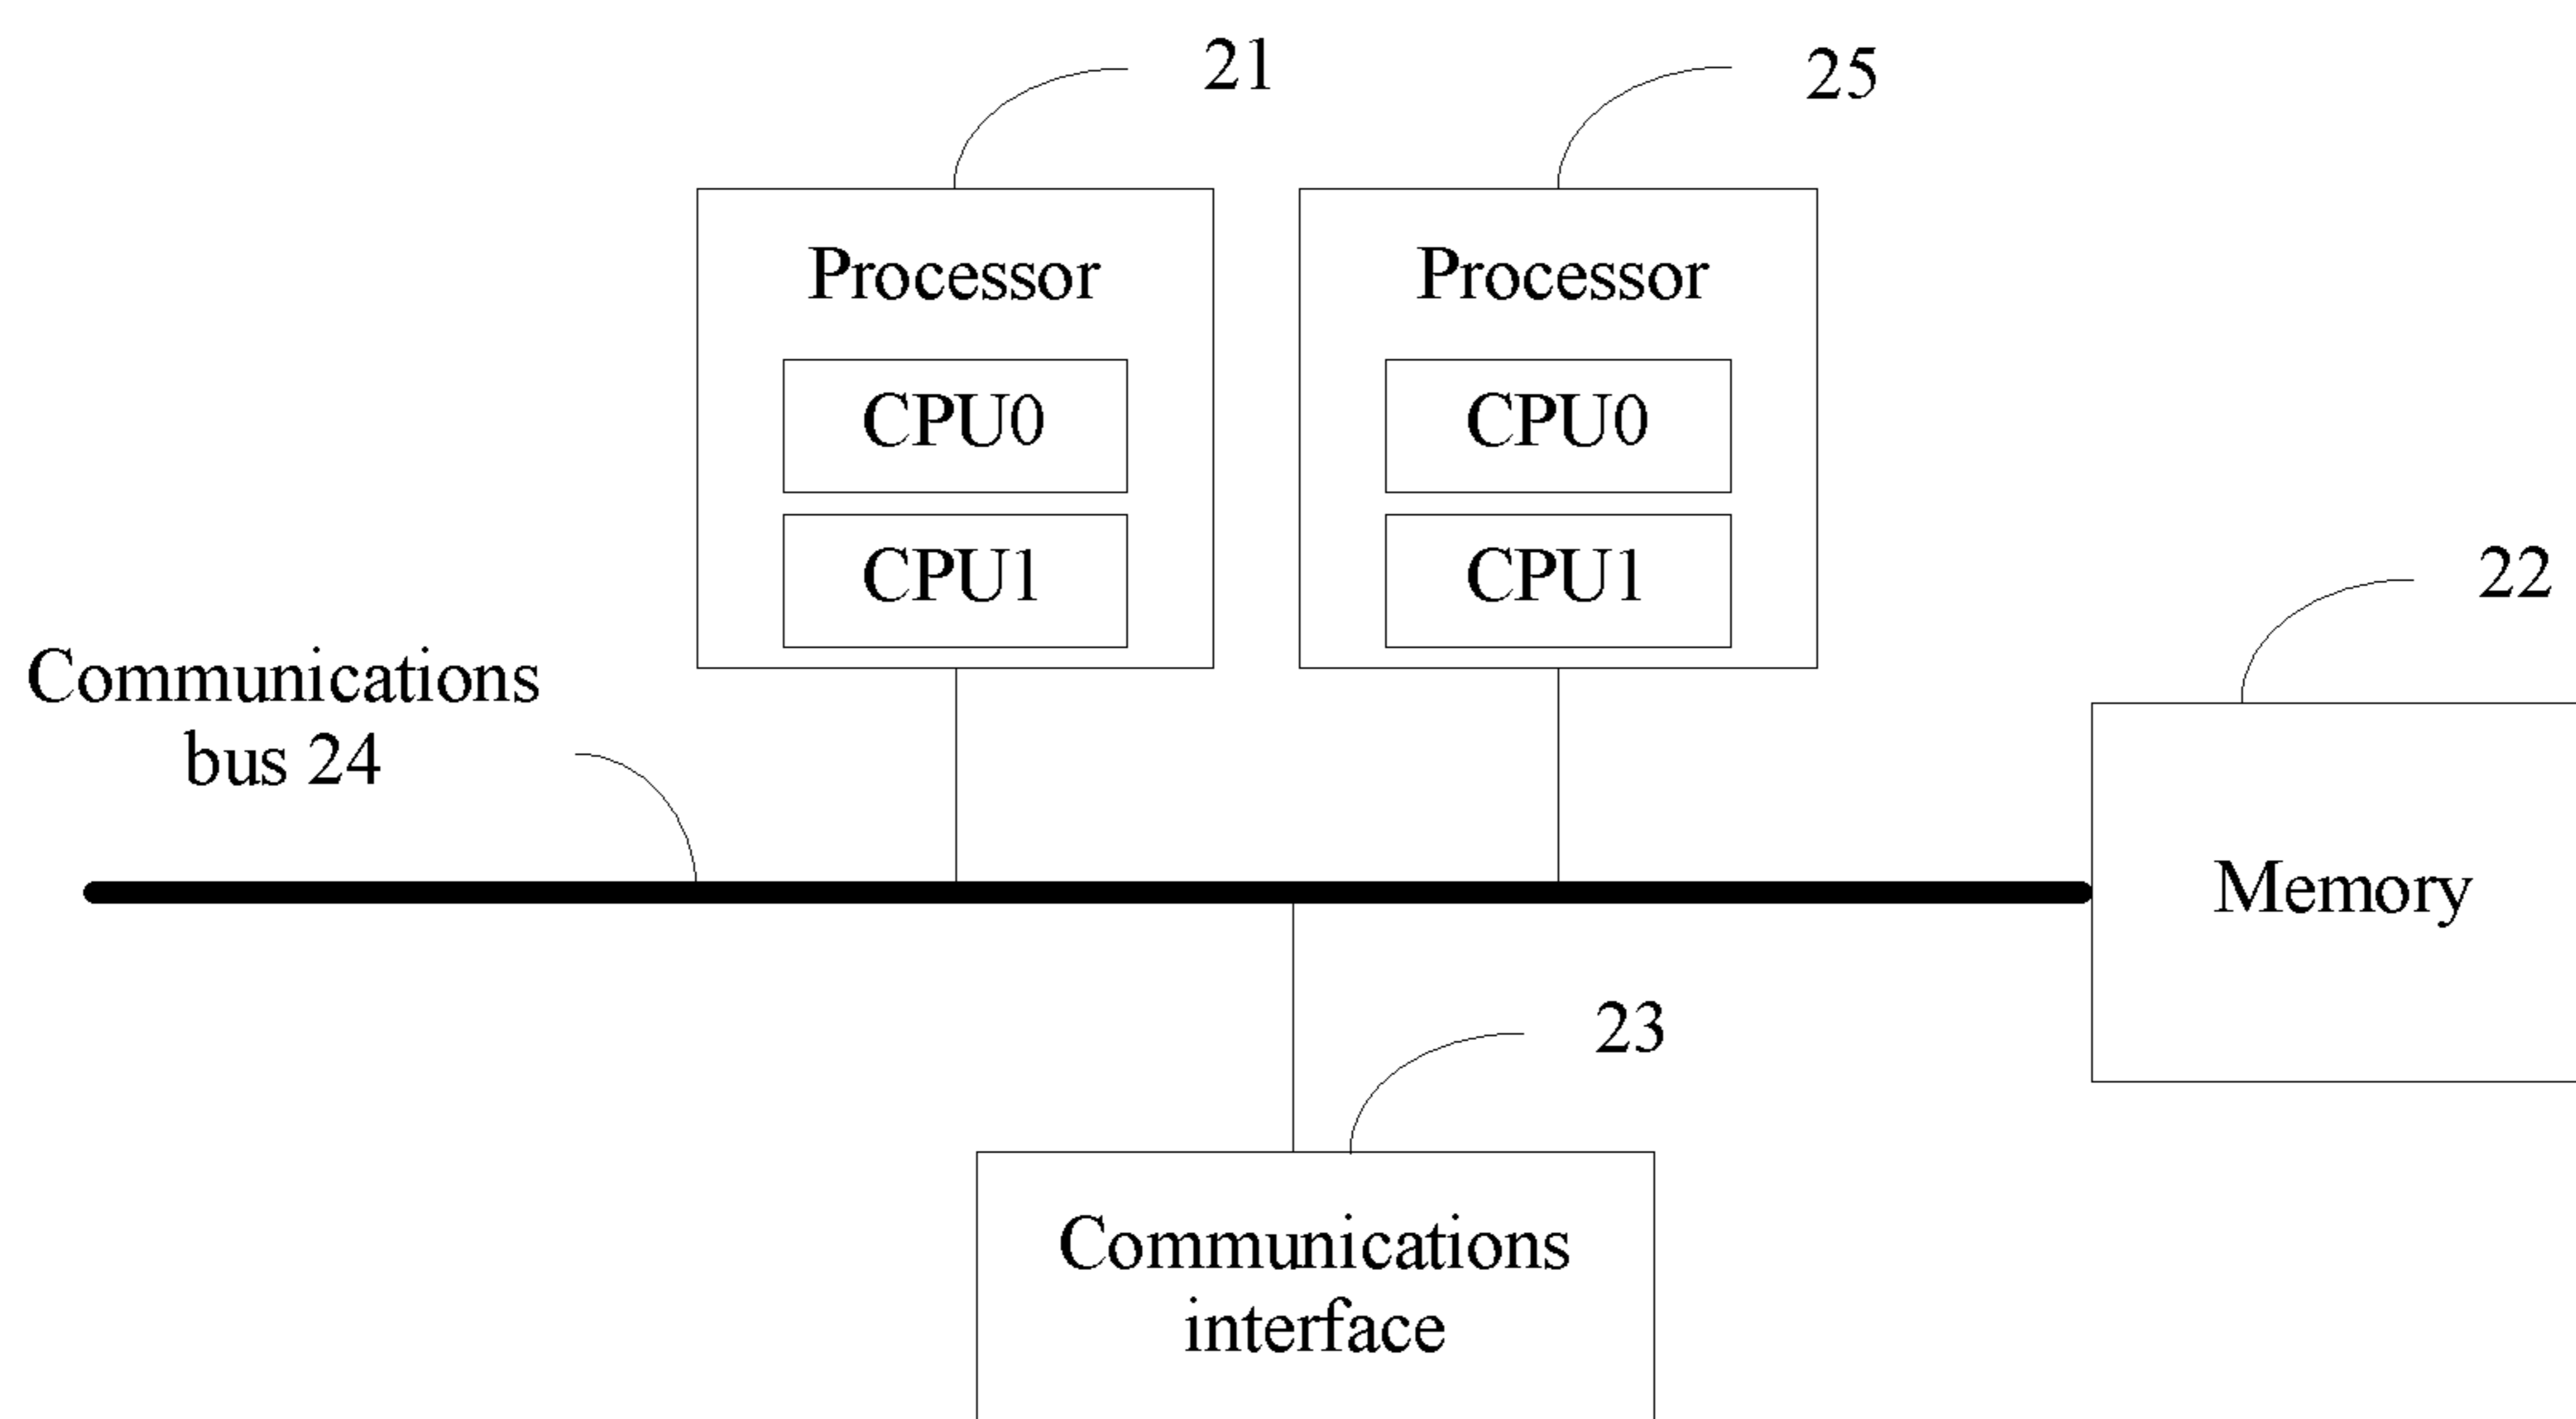 21
25
Processor
Processor
CPU0
CPU0
CPU1
CPU1
22
Communications
bus 24
Memory
23
Communications
interface